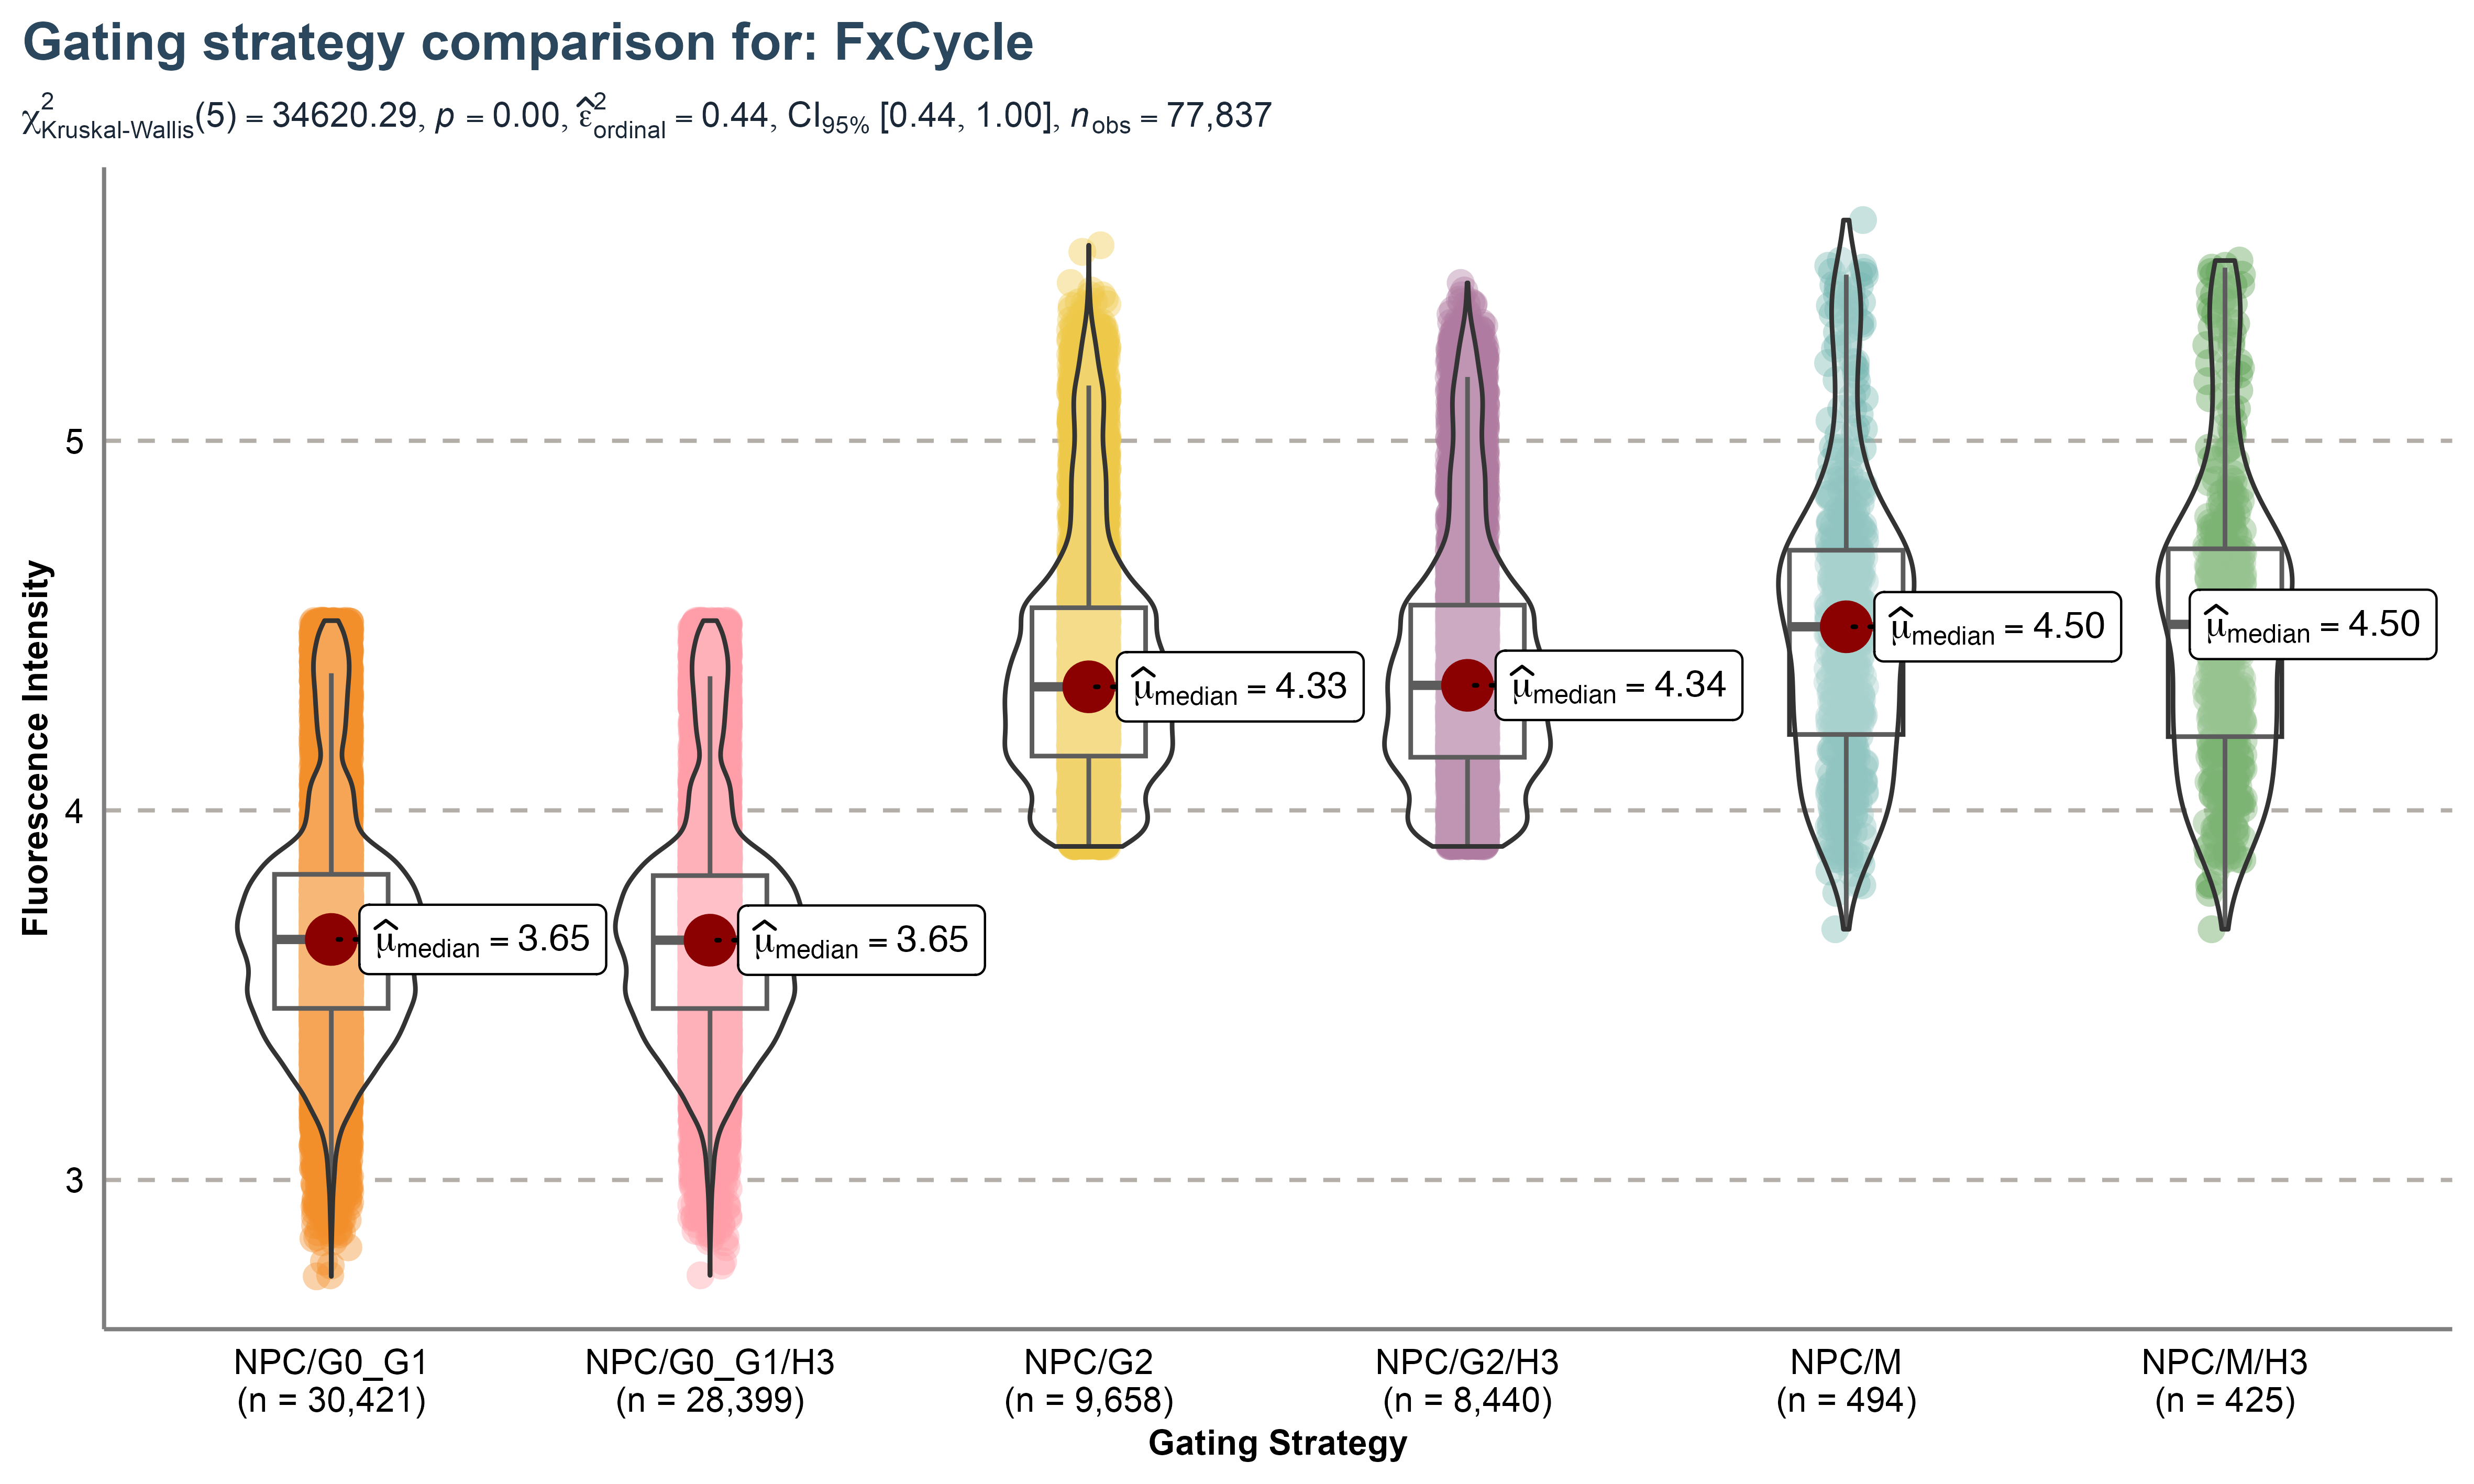 Gating strategy comparison for: FxCycle
χ²Kruskal-Wallis(5) = 34620.29, p = 0.00, ε̂²ordinal = 0.44, CI95% [0.44, 1.00], nobs = 77,837
Fluorescence Intensity
5
4
3
μ̂median = 3.65
μ̂median = 3.65
μ̂median = 4.33
μ̂median = 4.34
μ̂median = 4.50
μ̂median = 4.50
NPC/G0_G1
(n = 30,421)
NPC/G0_G1/H3
(n = 28,399)
NPC/G2
(n = 9,658)
NPC/G2/H3
(n = 8,440)
NPC/M
(n = 494)
NPC/M/H3
(n = 425)
Gating Strategy